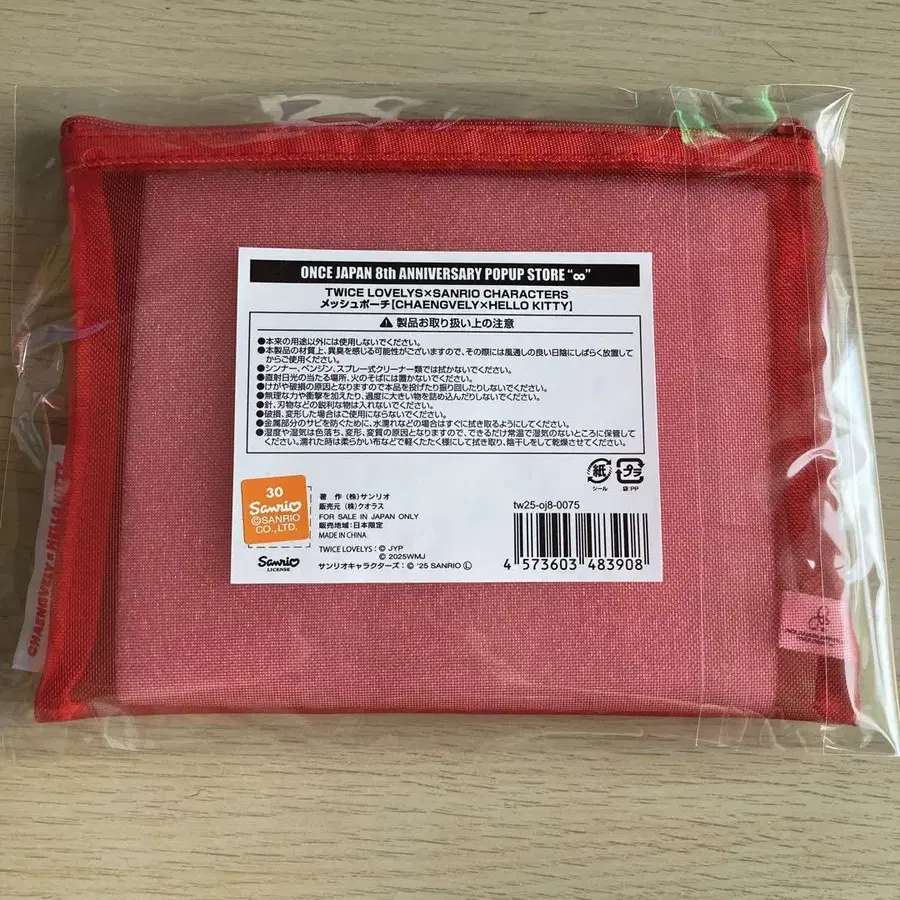 ONCE JAPAN 8th ANNIVERSARY POPUP STORE “∞”
TWICE LOVELYS×SANRIO CHARACTERS
メッシュポーチ[CHAENGVELY×HELLO KITTY]
⚠ 製品お取り扱い上の注意
●本来の用途以外には使用しないでください。
●本製品の材質上、異臭を感じる可能性がございますので、その際には風通しの良い日陰にしばらく放置して
からご使用ください。
●シンナー、ベンジン、スプレー式クリーナー類では拭かないでください。
●直射日光の当たる場所、火のそばには置かないでください。
●けがや破損の原因となりますので本品を投げたり振り回したりしないでください。
●無理な力や衝撃を加えたり、過度に大きい物を詰め込んだりしないでください。
●針、刃物などの鋭利な物は入れないでください。
●破損、変形した場合はご使用にならないでください。
●金属部分のサビを防ぐために、水濡れなどの場合はすぐに拭き取るようにしてください。
●湿度や湿気は色落ち、変形、変質の原因となりますので、できるだけ常温で湿気のないところに保管して
ください。濡れた時は柔らかい布などで軽くたたく様にして拭き取り、陰干しをして乾燥させてください。
紙
シール
プラ
袋:PP
30
Sanrio
©SANRIO
CO.,LTD.
Sanrio
LICENSE
著 作 (株)サンリオ
販売元 (株)クオラス
FOR SALE IN JAPAN ONLY
販売地域:日本限定
MADE IN CHINA
TWICE LOVELYS:© JYP
© 2025WMJ
サンリオキャラクターズ:© '25 SANRIO Ⓛ
tw25-oj8-0075
4 573603 483908
CHAENGVELY×HELLO KITTY